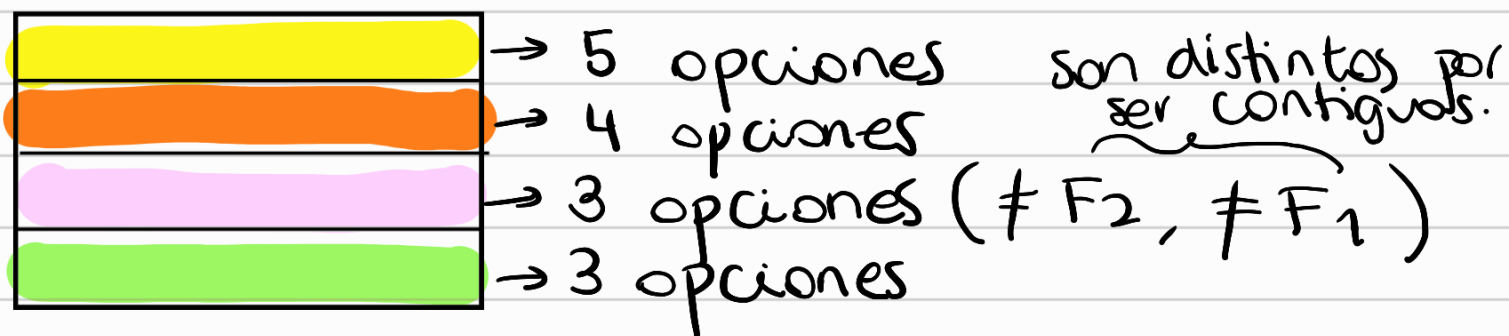 → 5 opciones
son distintos por
ser contiguos.
→ 4 opciones
→ 3 opciones (≠ F2, ≠ F1)
→ 3 opciones